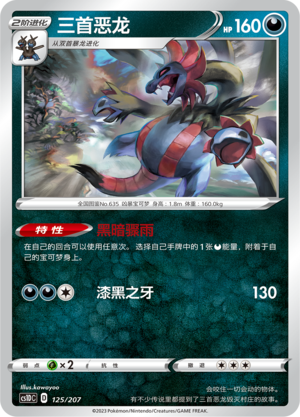 2阶进化
三首恶龙
HP 160
从双首暴龙进化
全国图鉴No.635 凶暴宝可梦 身高：1.8m 体重：160.0kg
特性 黑暗骤雨
在自己的回合可以使用任意次。选择自己手牌中的1张能量，附着于自
己的宝可梦身上。
漆黑之牙 130
弱点 ×2 抵抗力 撤退
Illus.kawayoo
CS1DC D 125/207
会咬住一切会动的物体。
有不少传说里都提到了三首恶龙毁灭村庄的故事。
©2023 Pokémon/Nintendo/Creatures/GAME FREAK.